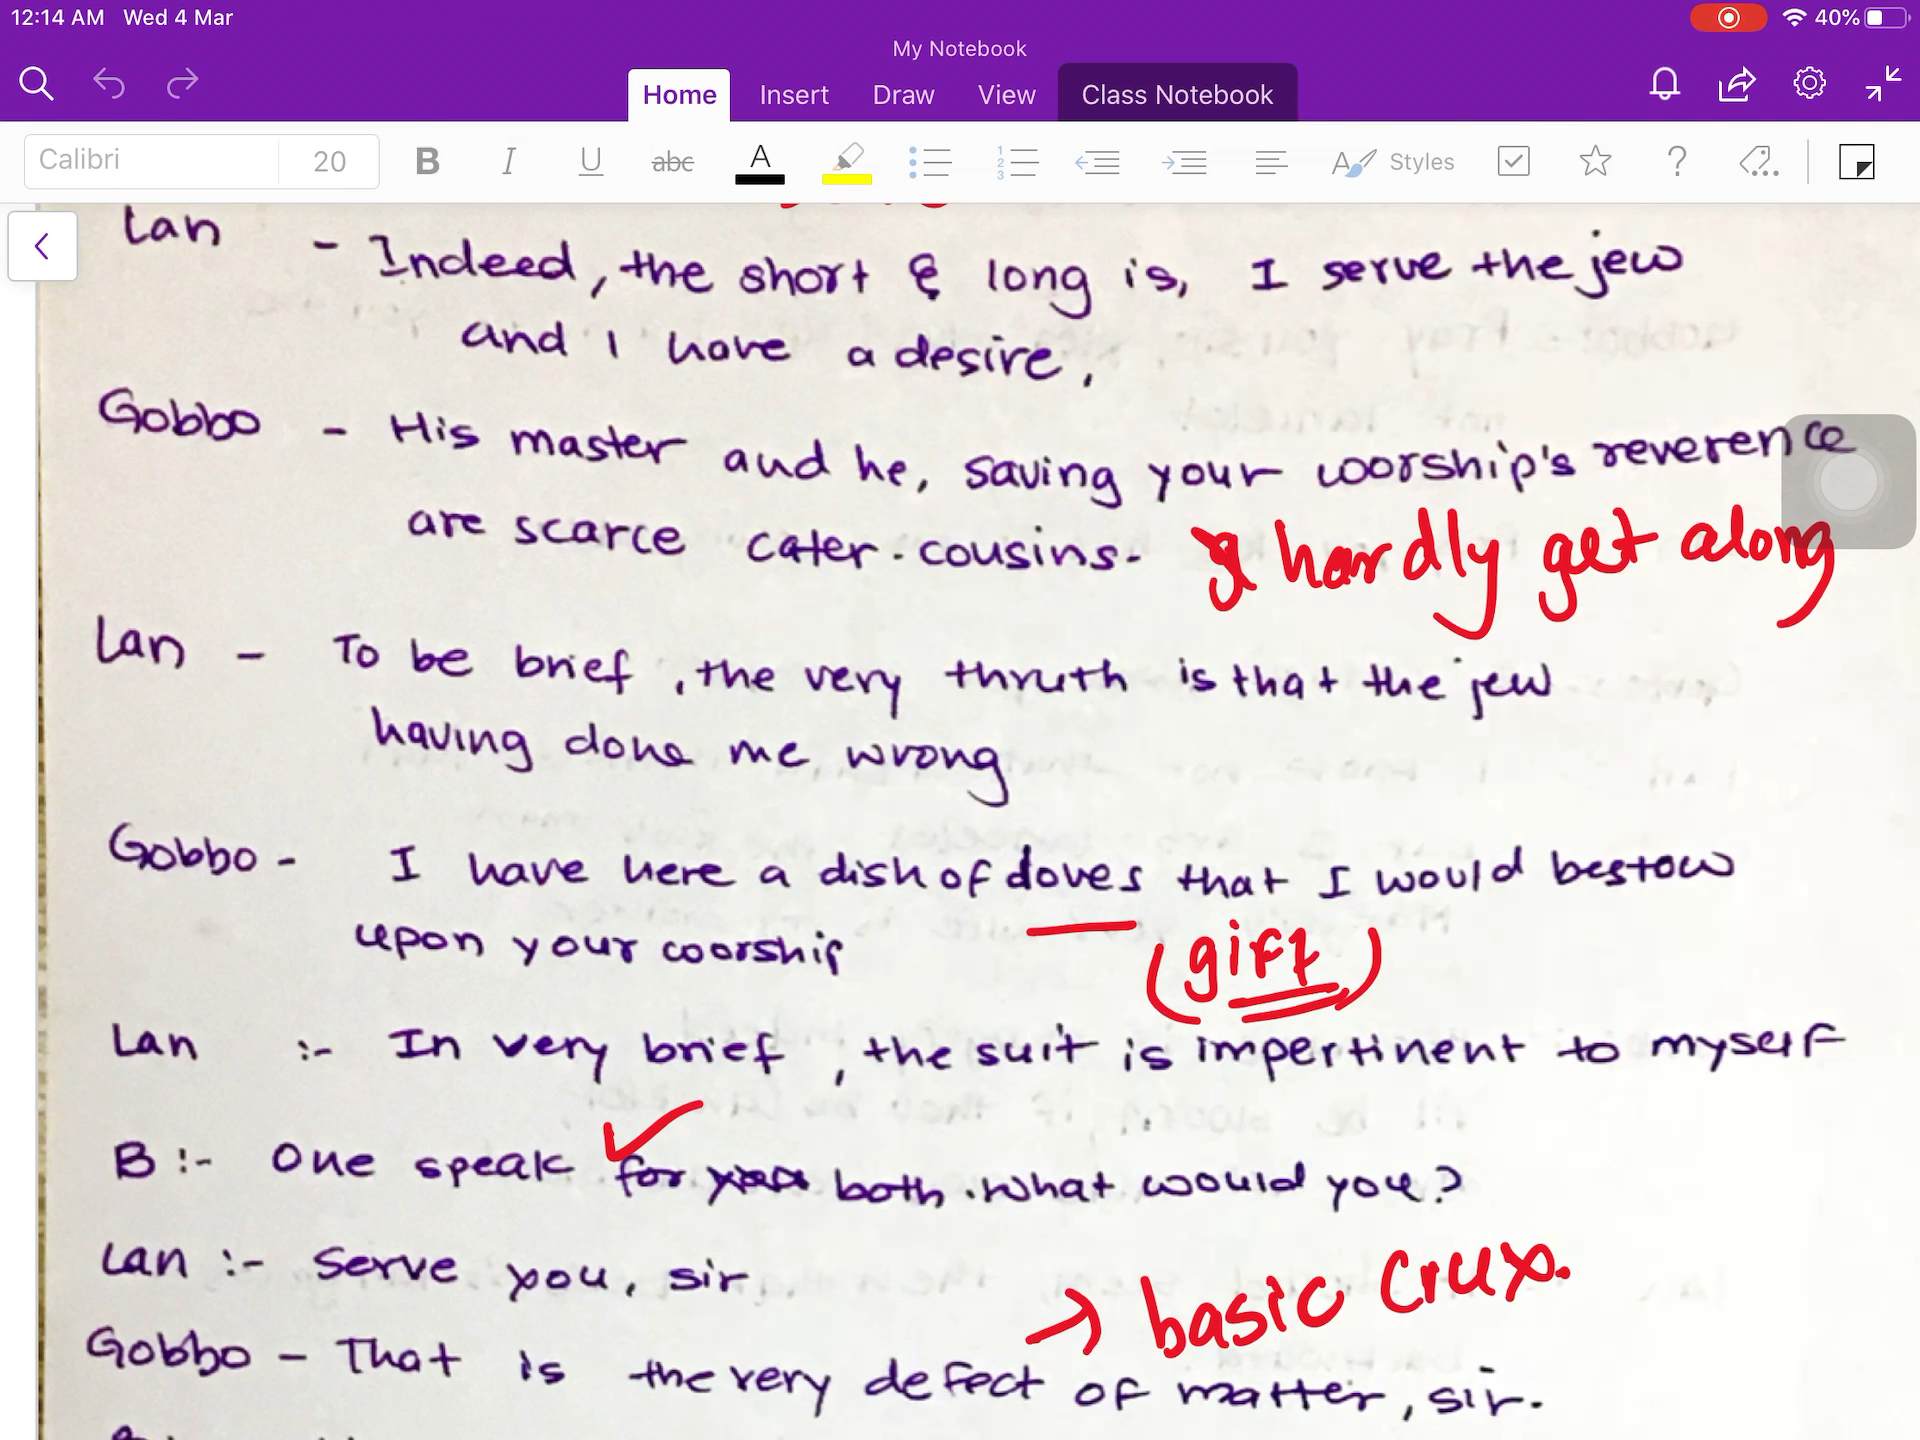 12:14 AM Wed 4 Mar
40%
My Notebook
Home Insert Draw View Class Notebook
Calibri 20 B I U abc A Styles
Lan - Indeed, the short & long is, I serve the jew
and I have a desire,
Gobbo - His master and he, saving your worship's reverence
are scarce cater-cousins.
hardly get along
Lan - To be brief, the very thruth is that the jew
having done me wrong
Gobbo - I have here a dish of doves that I would bestow
upon your worship
(gift)
Lan :- In very brief, the suit is impertinent to myself
B :- One speak for you both. What would you?
Lan :- Serve you, sir
→ basic crux.
Gobbo - That is the very defect of matter, sir.